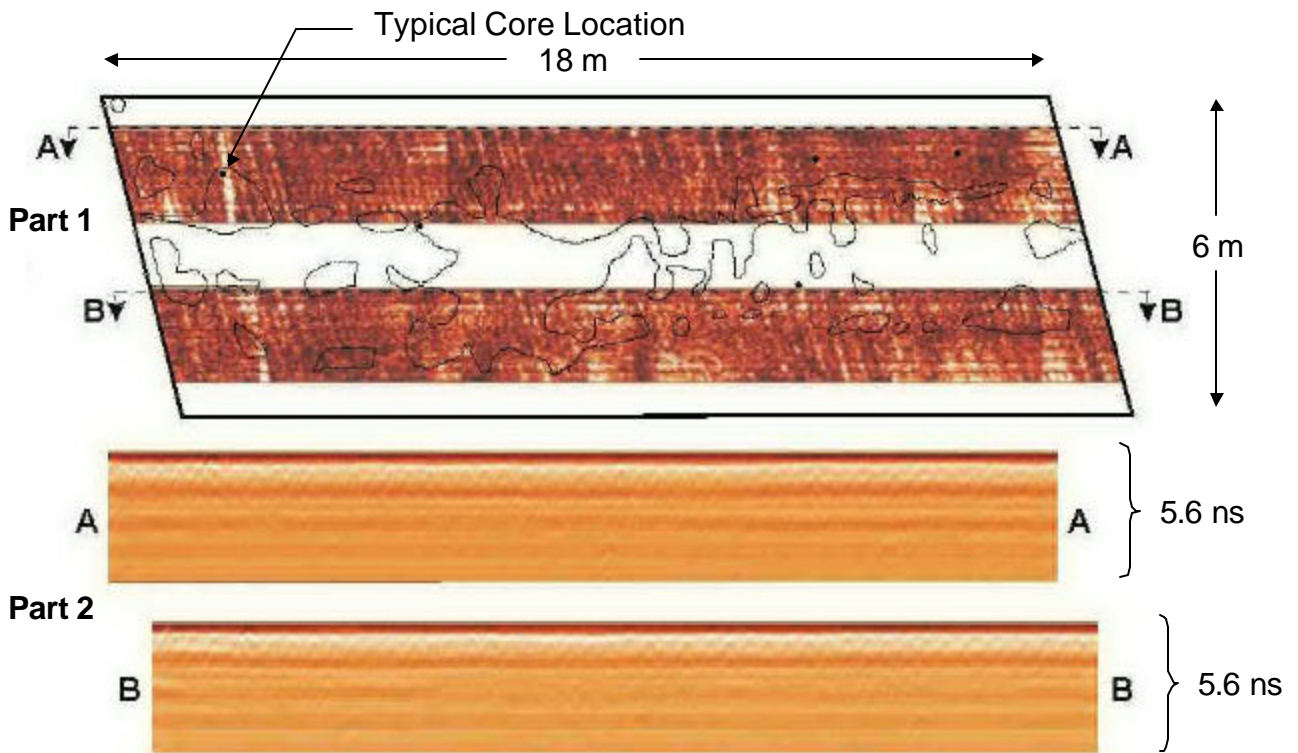 Typical Core Location
18 m
A A
Part 1
6 m
B B
A A
5.6 ns
Part 2
B B
5.6 ns